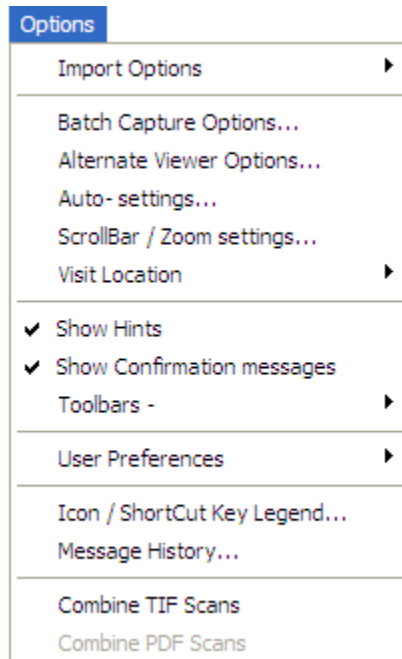 Options
Import Options
Batch Capture Options...
Alternate Viewer Options...
Auto- settings...
ScrollBar / Zoom settings...
Visit Location
Show Hints
Show Confirmation messages
Toolbars -
User Preferences
Icon / ShortCut Key Legend...
Message History...
Combine TIF Scans
Combine PDF Scans